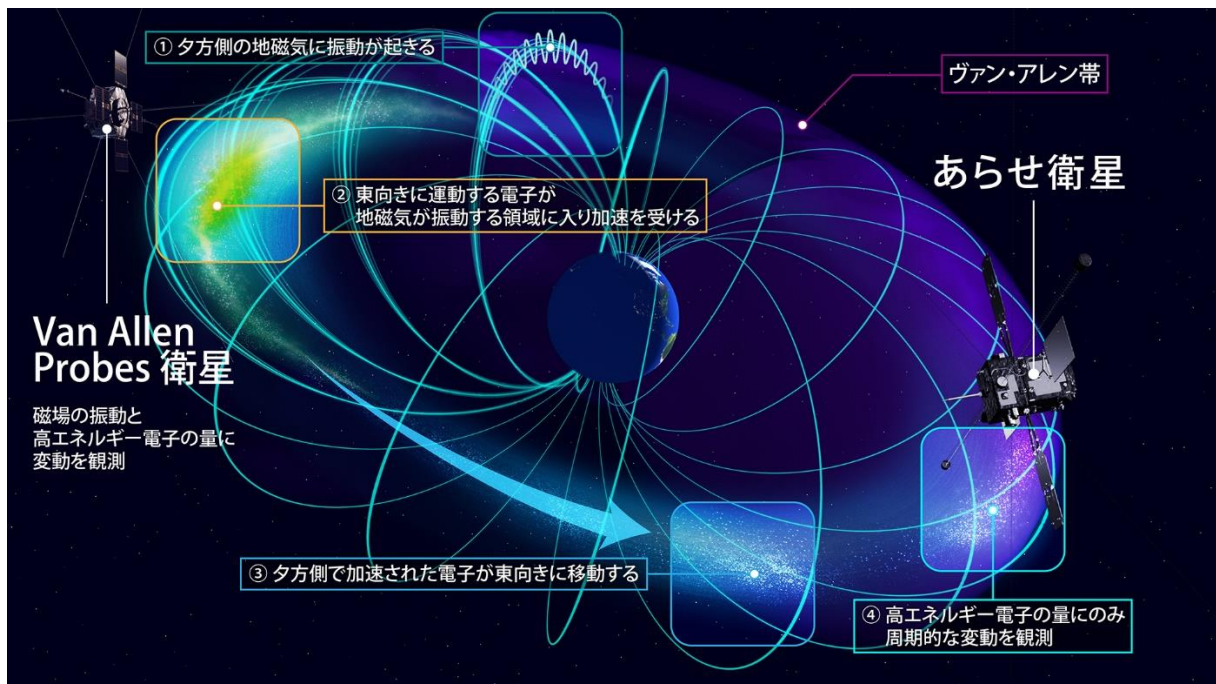 ① 夕方側の地磁気に振動が起きる
ヴァン・アレン帯
あらせ衛星
② 東向きに運動する電子が
地磁気が振動する領域に入り加速を受ける
Van Allen
Probes 衛星
磁場の振動と
高エネルギー電子の量に
変動を観測
③ 夕方側で加速された電子が東向きに移動する
④ 高エネルギー電子の量にのみ
周期的な変動を観測